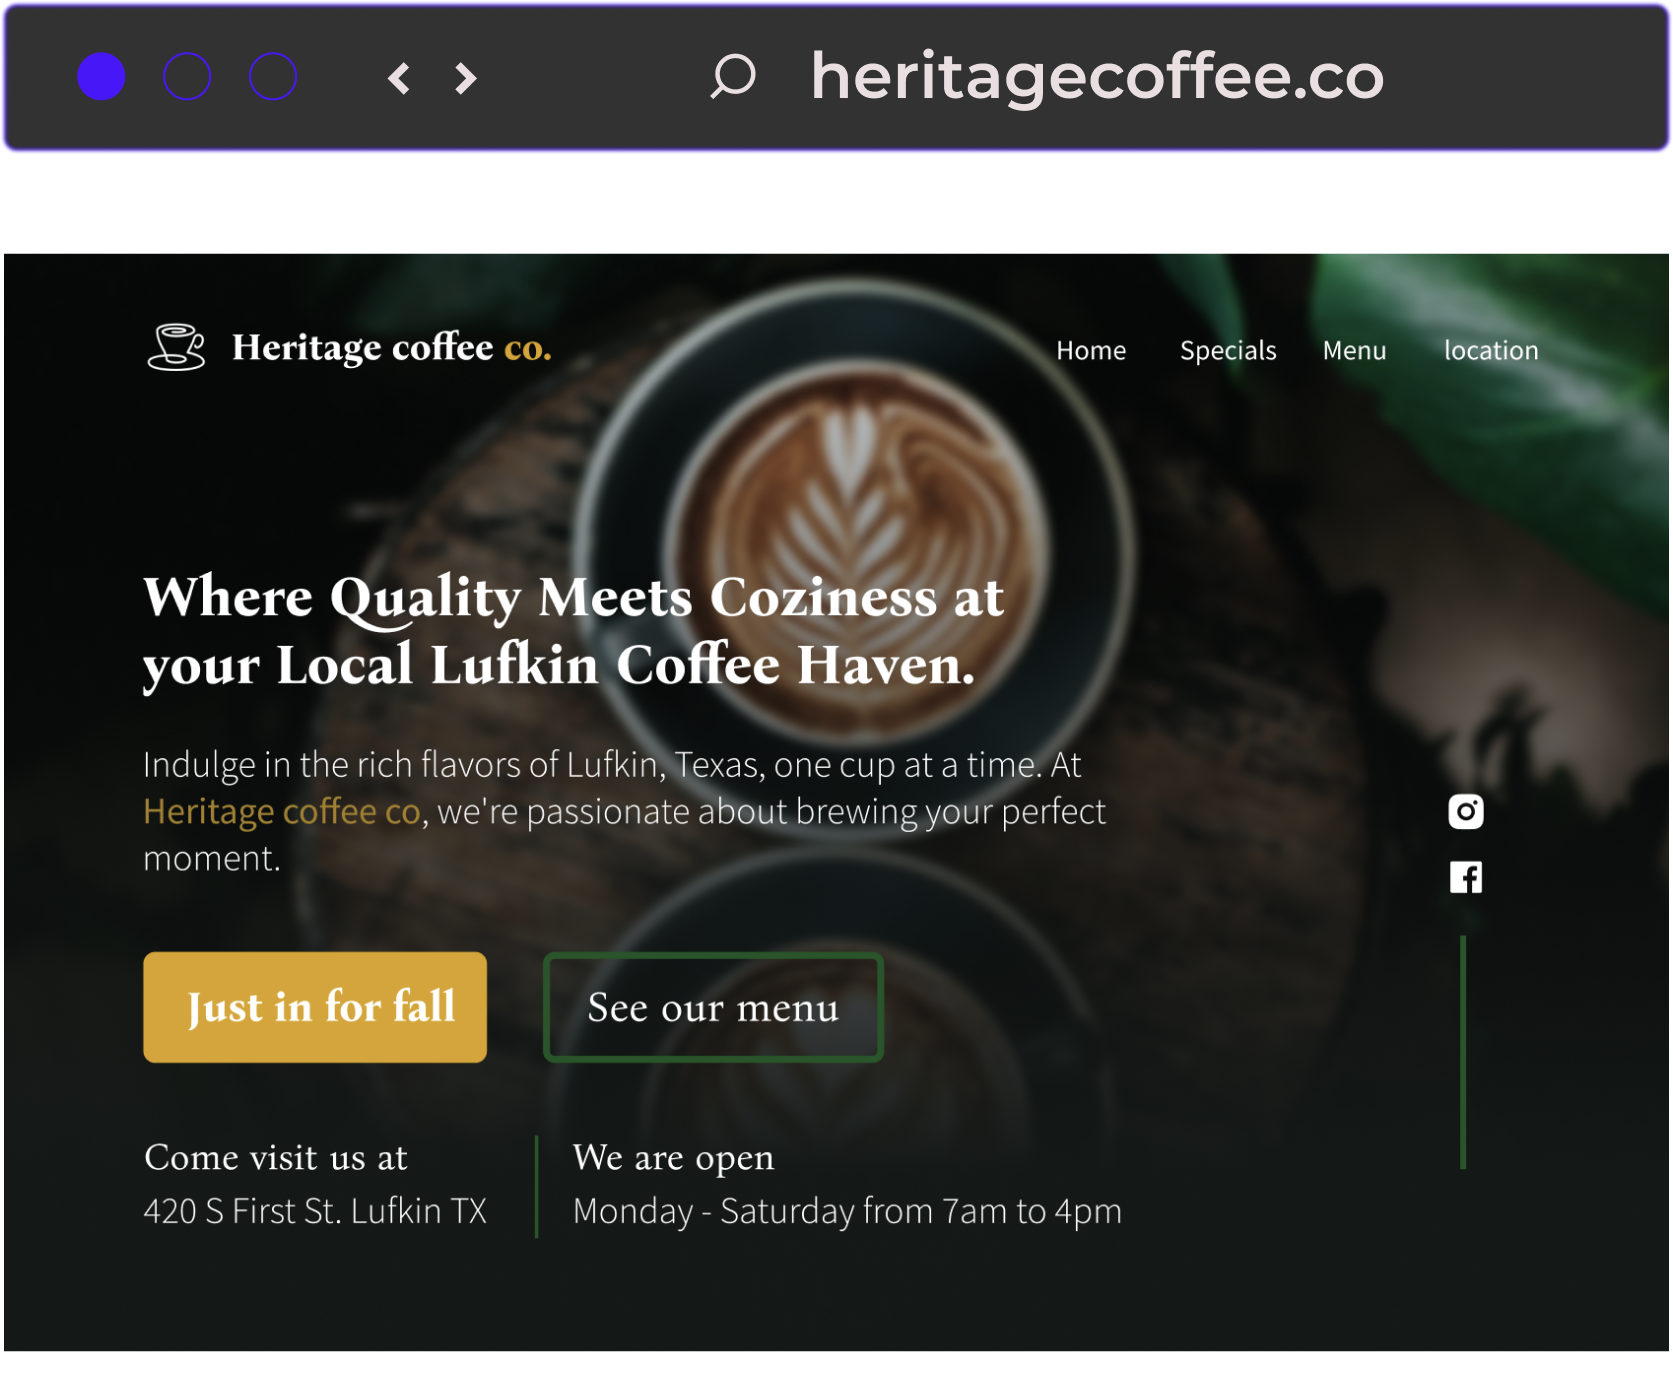 heritagecoffee.co
Heritage coffee co.
Home Specials Menu location
Where Quality Meets Coziness at
your Local Lufkin Coffee Haven.
Indulge in the rich flavors of Lufkin, Texas, one cup at a time. At
Heritage coffee co, we're passionate about brewing your perfect
moment.
Just in for fall
See our menu
Come visit us at
420 S First St. Lufkin TX
We are open
Monday - Saturday from 7am to 4pm